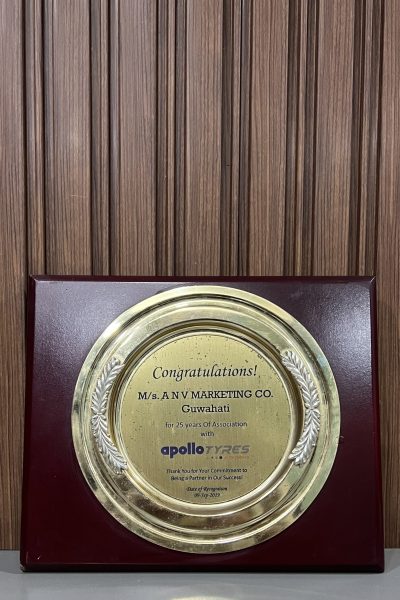 Congratulations!
M/s. A N V MARKETING CO.
Guwahati
for 25 years Of Association
with
apollo TYRES
Thank You for Your Commitment to
Being a Partner in Our Success!
Date of Recognition